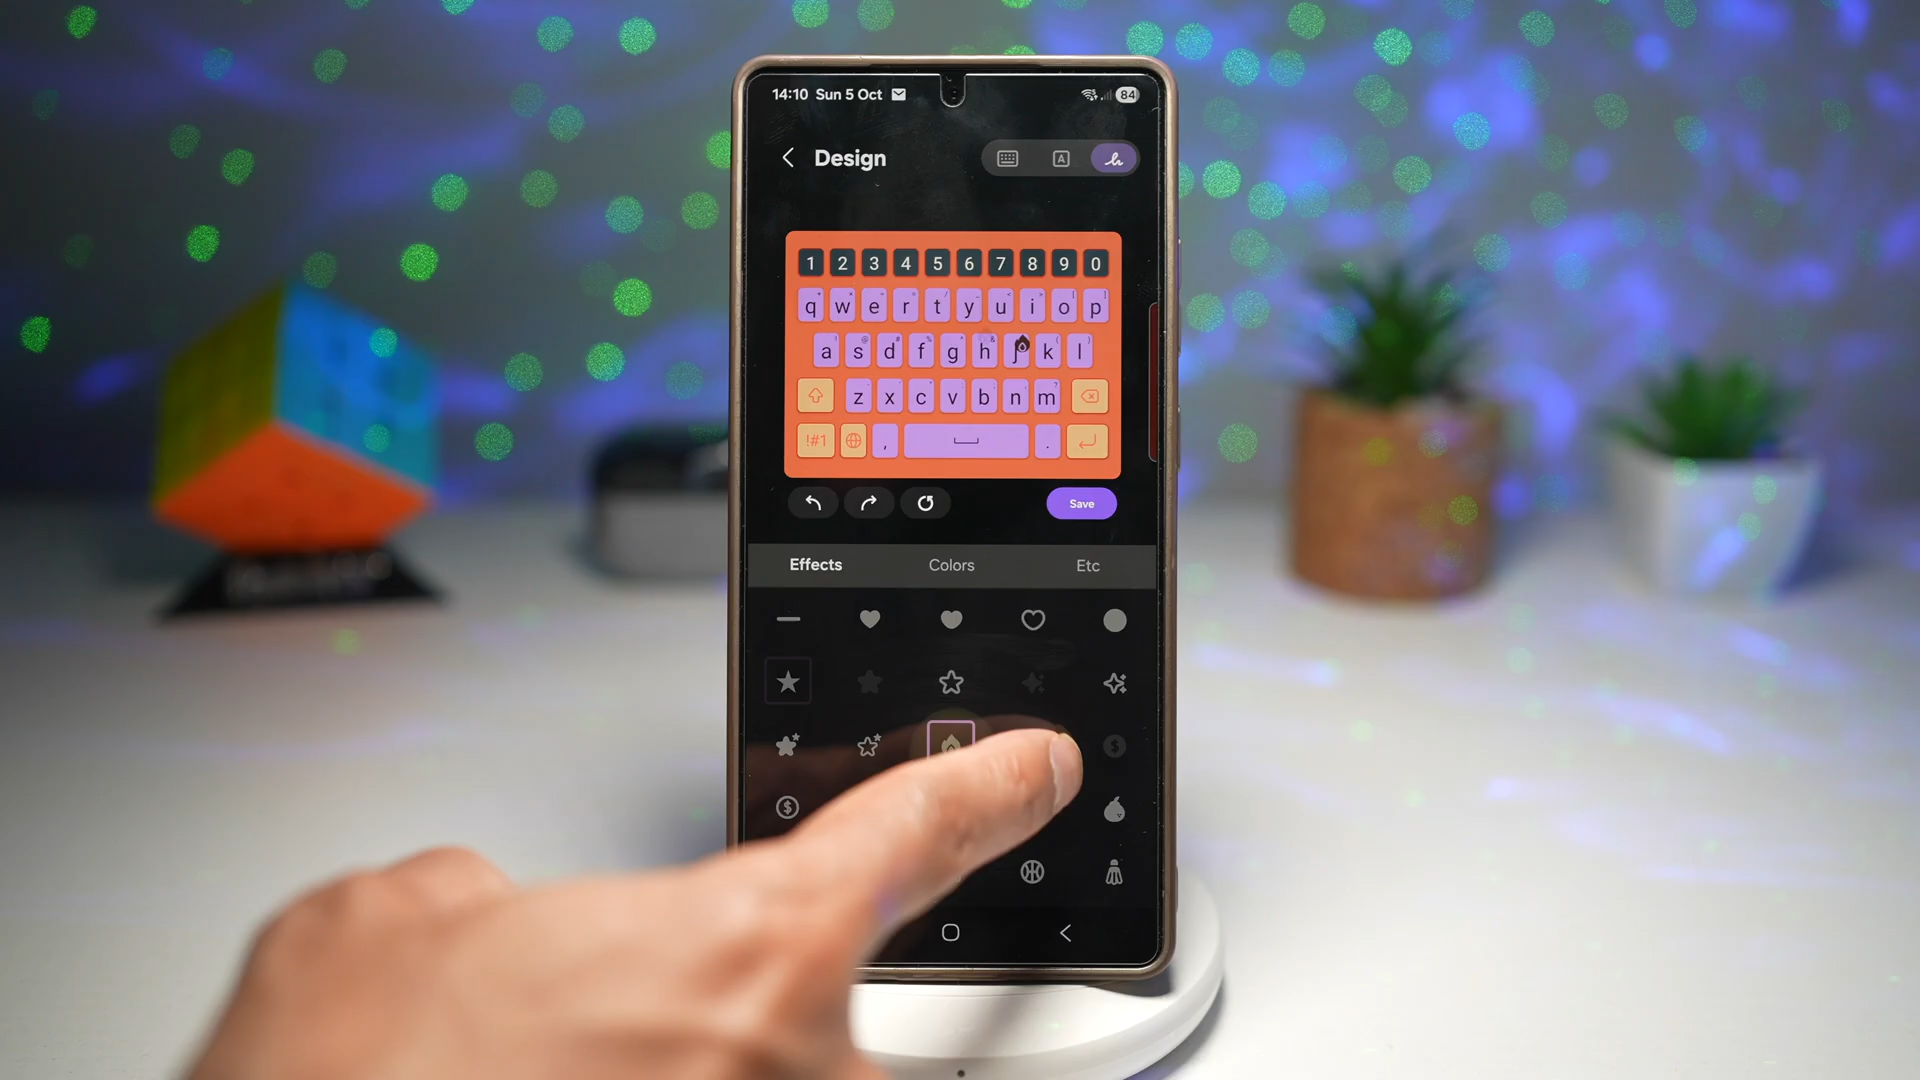 14:10 Sun 5 Oct 84
Design
A
1 2 3 4 5 6 7 8 9 0
q w e r t y u i o p
a s d f g h j k l
z x c v b n m
!#1 , .
Save
Effects Colors Etc
$
$